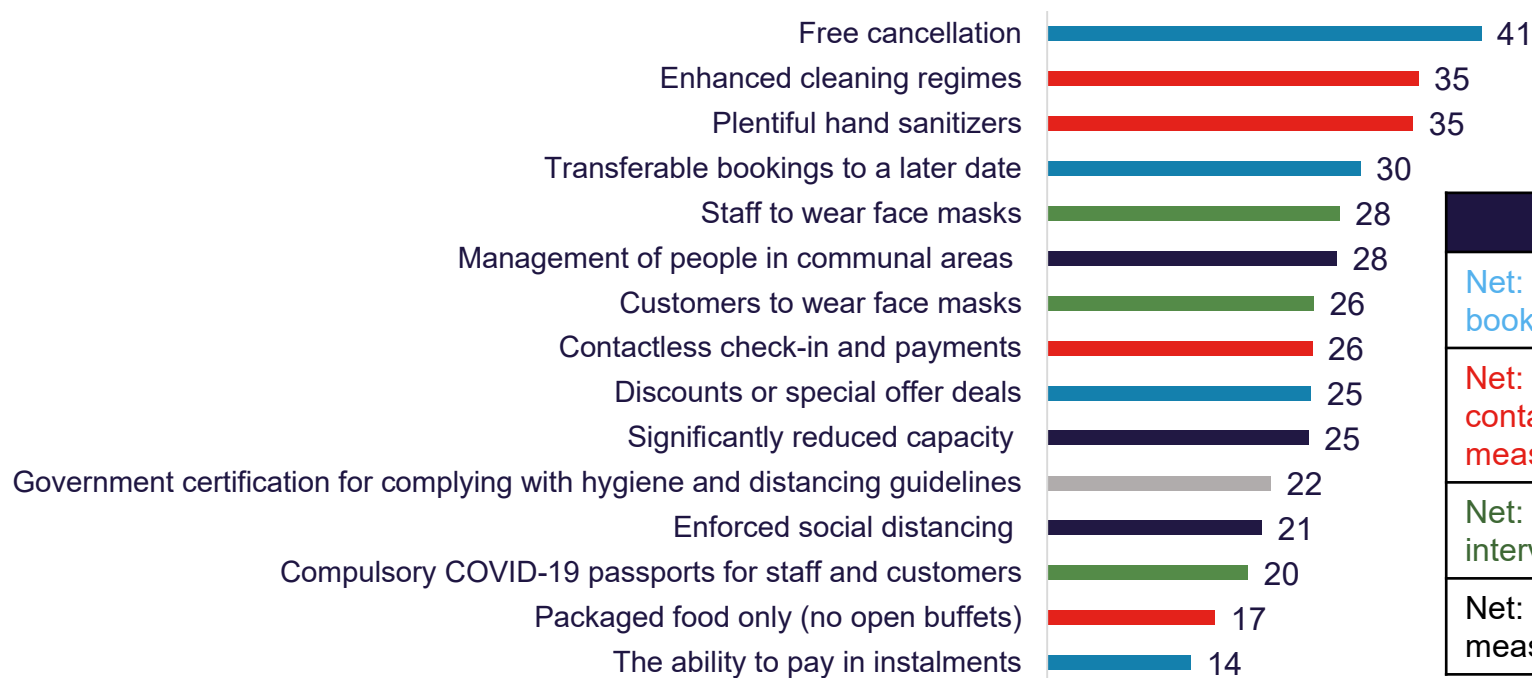 Free cancellation 41
Enhanced cleaning regimes 35
Plentiful hand sanitizers 35
Transferable bookings to a later date 30
Staff to wear face masks 28
Management of people in communal areas 28
Customers to wear face masks 26
Contactless check-in and payments 26
Discounts or special offer deals 25
Significantly reduced capacity 25
Government certification for complying with hygiene and distancing guidelines 22
Enforced social distancing 21
Compulsory COVID-19 passports for staff and customers 20
Packaged food only (no open buffets) 17
The ability to pay in instalments 14
Net:
Net:
Net:
Net: